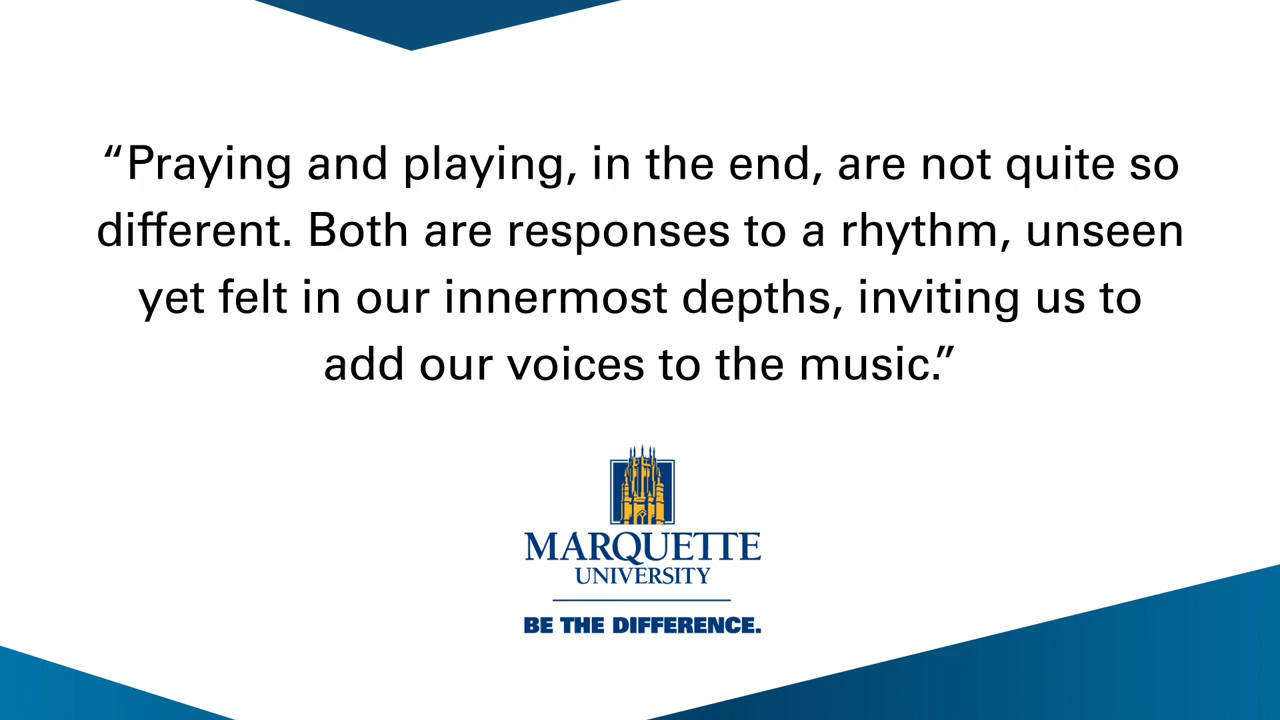 “Praying and playing, in the end, are not quite so
different. Both are responses to a rhythm, unseen
yet felt in our innermost depths, inviting us to
add our voices to the music.”
MARQUETTE
UNIVERSITY
BE THE DIFFERENCE.